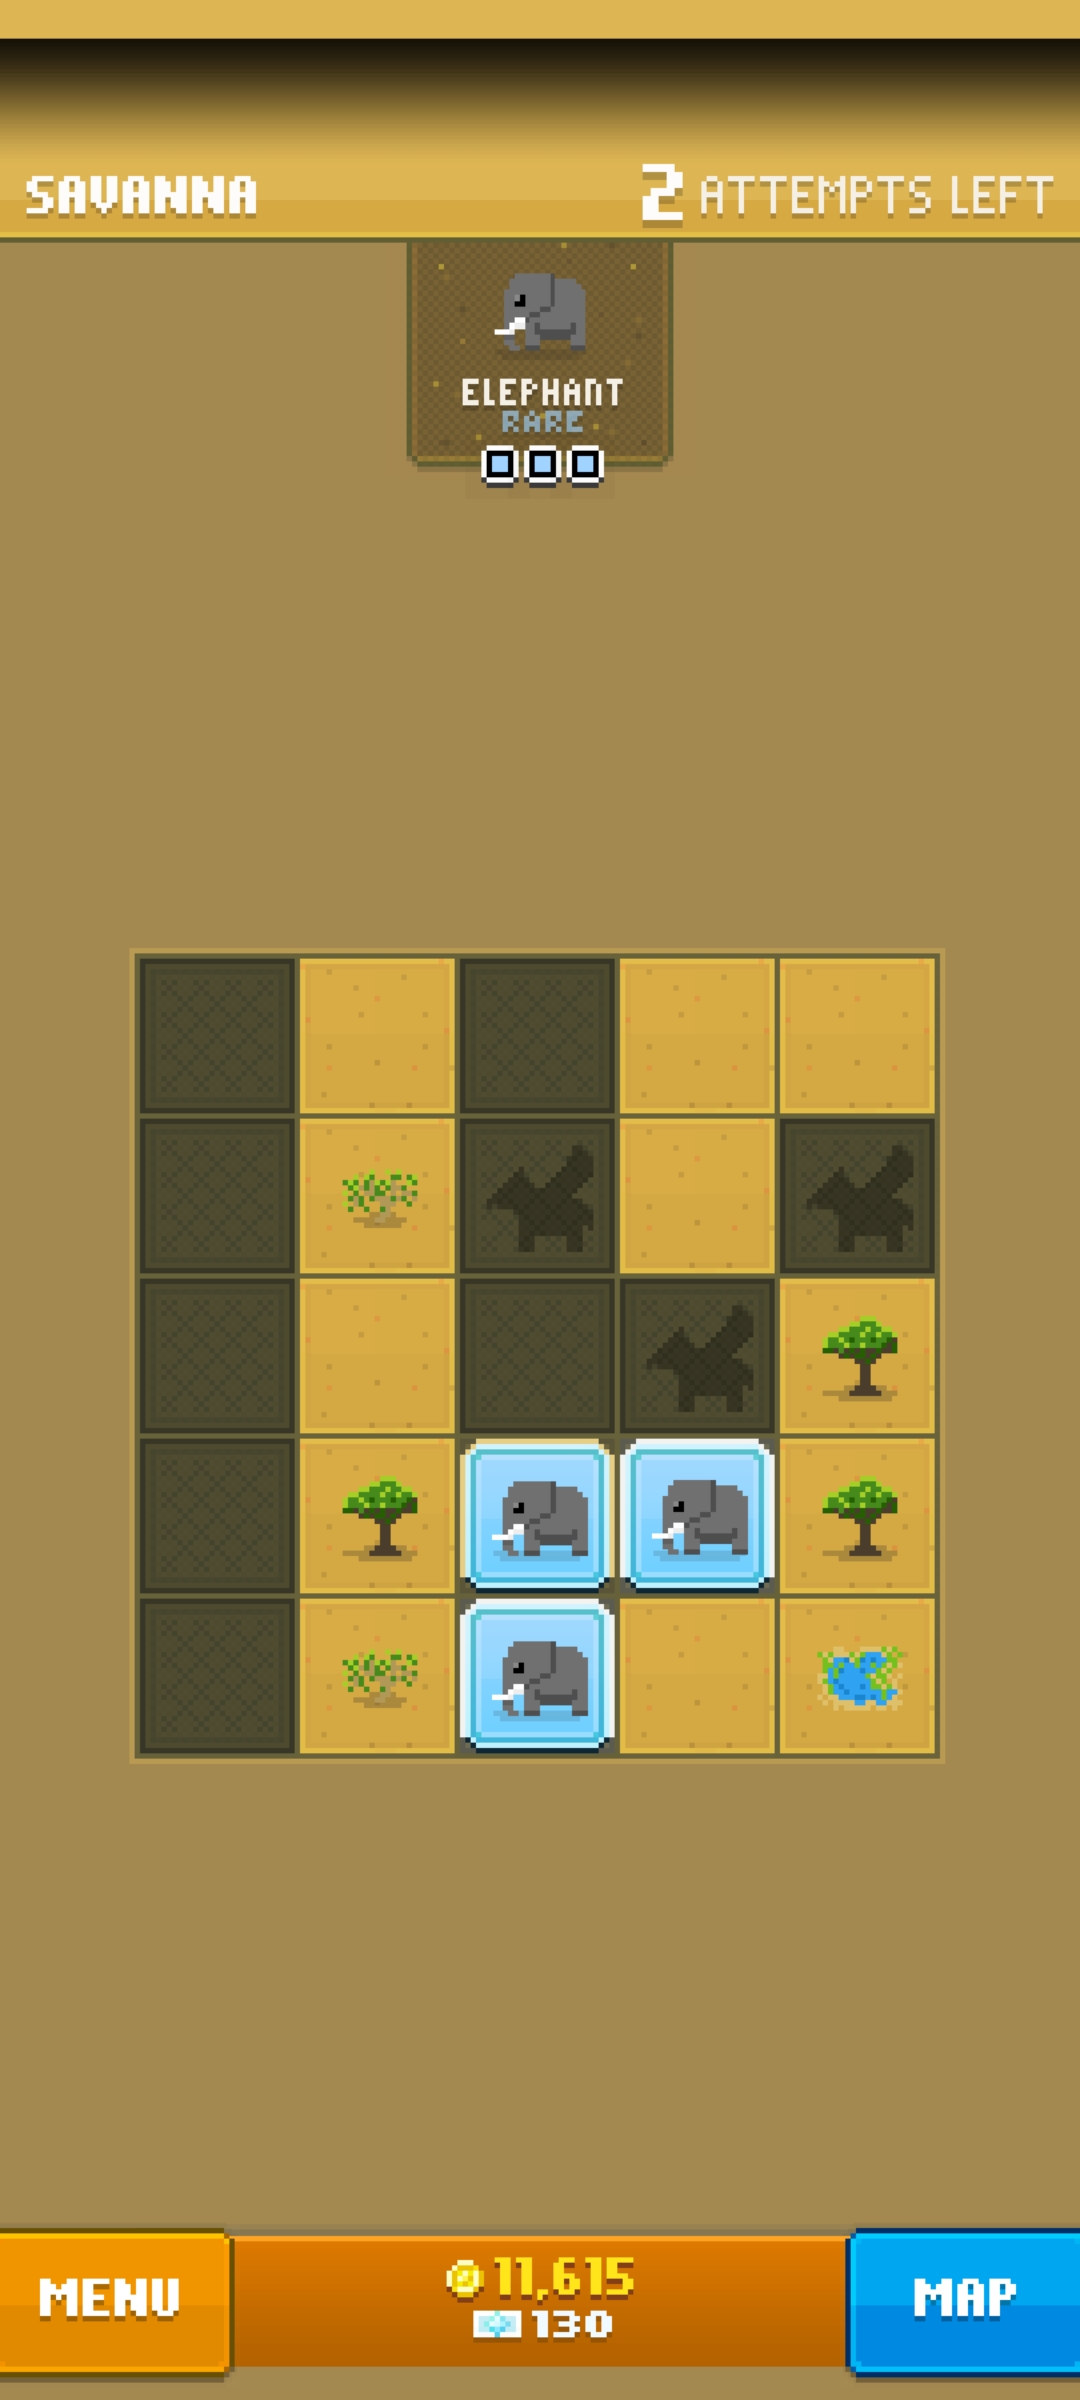 SAVANNA
2 ATTEMPTS LEFT
ELEPHANT
RARE
MENU
11,615
130
MAP